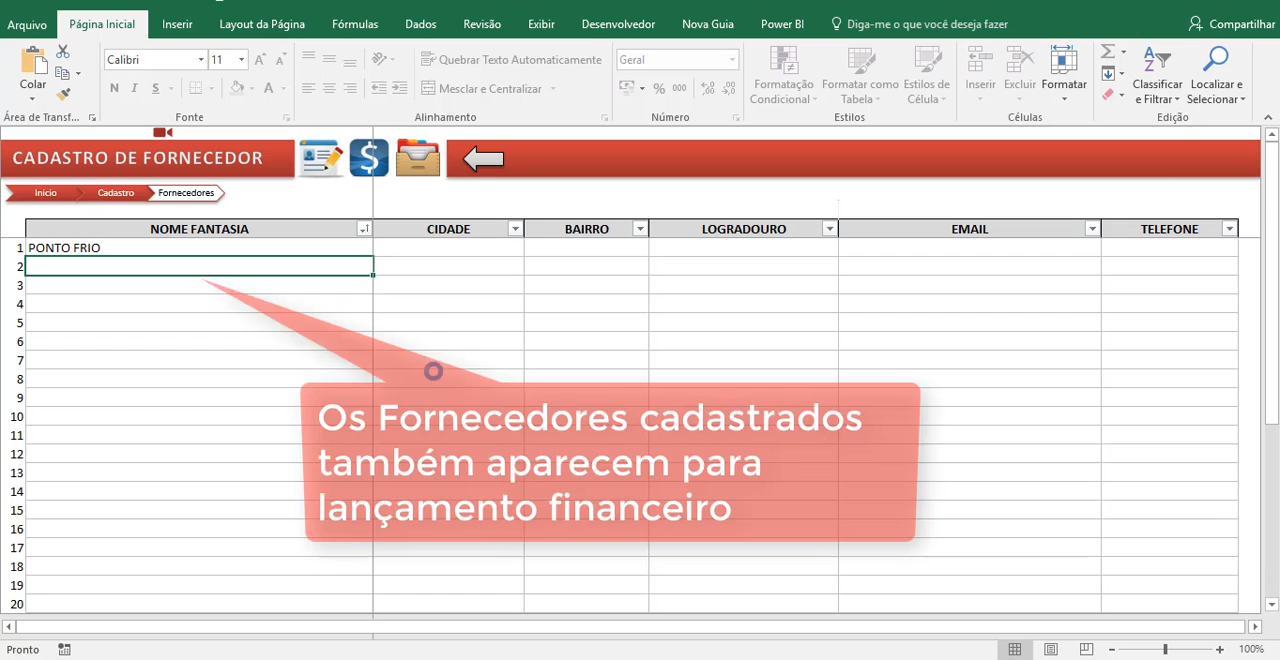 Arquivo Página Inicial Inserir Layout da Página Fórmulas Dados Revisão Exibir Desenvolvedor Nova Guia Power BI Diga-me o que você deseja fazer Compartilhar
Colar
Calibri 11
N I S
Quebrar Texto Automaticamente
Mesclar e Centralizar
Geral
% 000
Formatação Condicional
Formatar como Tabela
Estilos de Célula
Inserir Excluir Formatar
Classificar e Filtrar
Localizar e Selecionar
Área de Transf... Fonte Alinhamento Número Estilos Células Edição
CADASTRO DE FORNECEDOR
Inicio Cadastro Fornecedores
NOME FANTASIA CIDADE BAIRRO LOGRADOURO EMAIL TELEFONE
1 PONTO FRIO
2
3
4
5
6
7
8
9
10
11
12
13
14
15
16
17
18
19
20
Os Fornecedores cadastrados
também aparecem para
lançamento financeiro
Pronto 100%